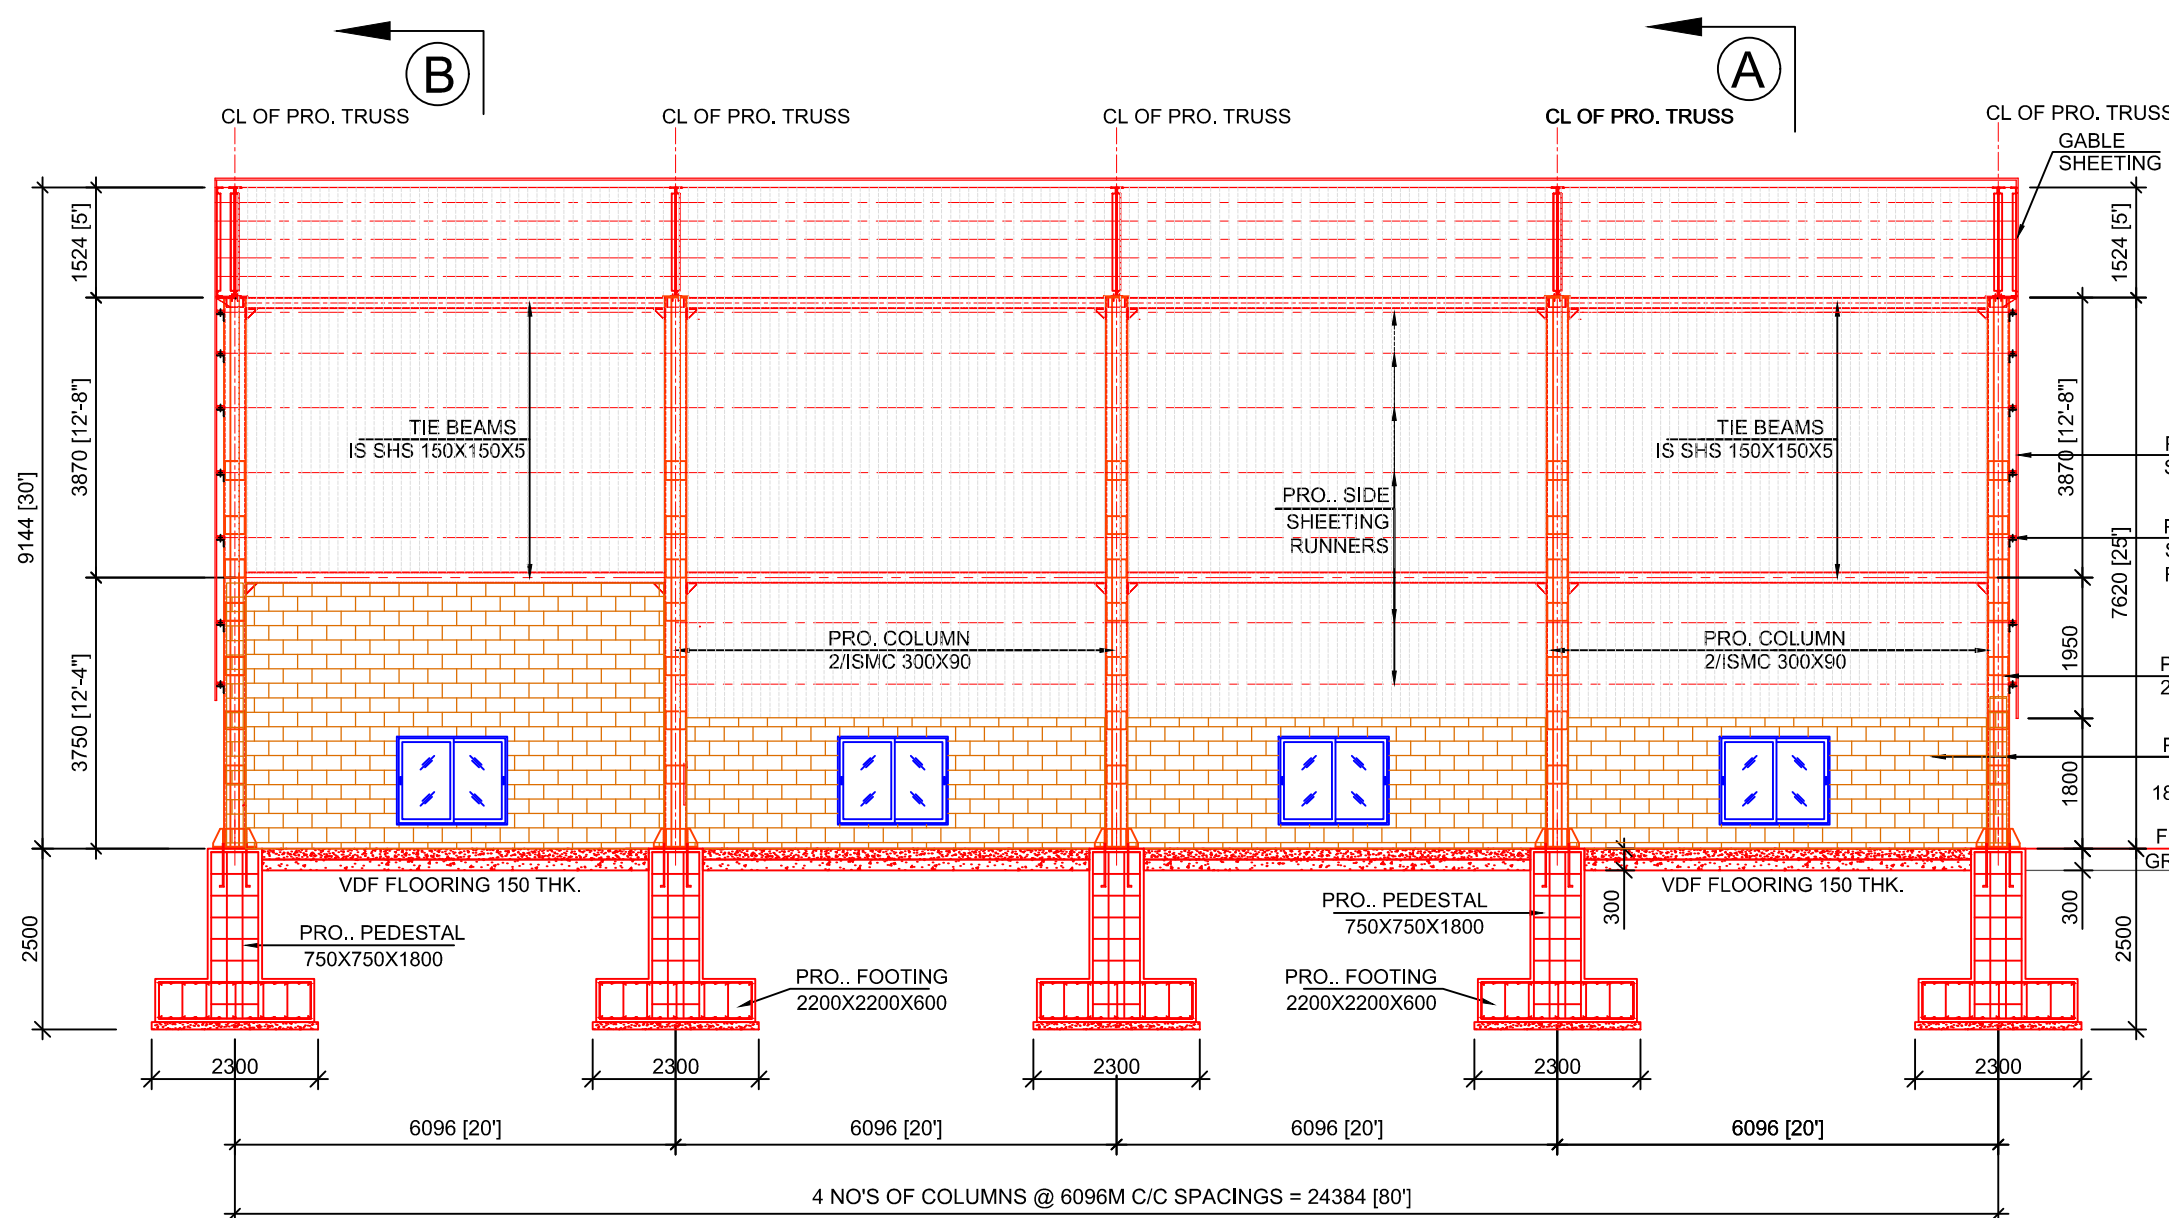 B
A
CL OF PRO. TRUSS
CL OF PRO. TRUSS
CL OF PRO. TRUSS
CL OF PRO. TRUSS
CL OF PRO. TRUSS
GABLE
SHEETING
1524 [5']
1524 [5']
3870 [12'-8"]
9144 [30']
3750 [12'-4"]
2500
TIE BEAMS
IS SHS 150X150X5
TIE BEAMS
IS SHS 150X150X5
PRO.. SIDE
SHEETING
RUNNERS
3870 [12'-8"]
7620 [25"]
1950
1800
300
2500
PRO. COLUMN
2/ISMC 300X90
PRO. COLUMN
2/ISMC 300X90
18
F
GR
VDF FLOORING 150 THK.
VDF FLOORING 150 THK.
300
PRO.. PEDESTAL
750X750X1800
PRO.. PEDESTAL
750X750X1800
PRO.. FOOTING
2200X2200X600
PRO.. FOOTING
2200X2200X600
2300
2300
2300
2300
2300
6096 [20']
6096 [20']
6096 [20']
6096 [20']
4 NO'S OF COLUMNS @ 6096M C/C SPACINGS = 24384 [80']